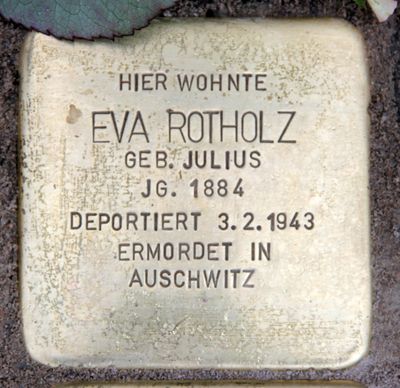 HIER WOHNTE
EVA ROTHOLZ
GEB. JULIUS
JG. 1884
DEPORTIERT 3.2.1943
ERMORDET IN
AUSCHWITZ